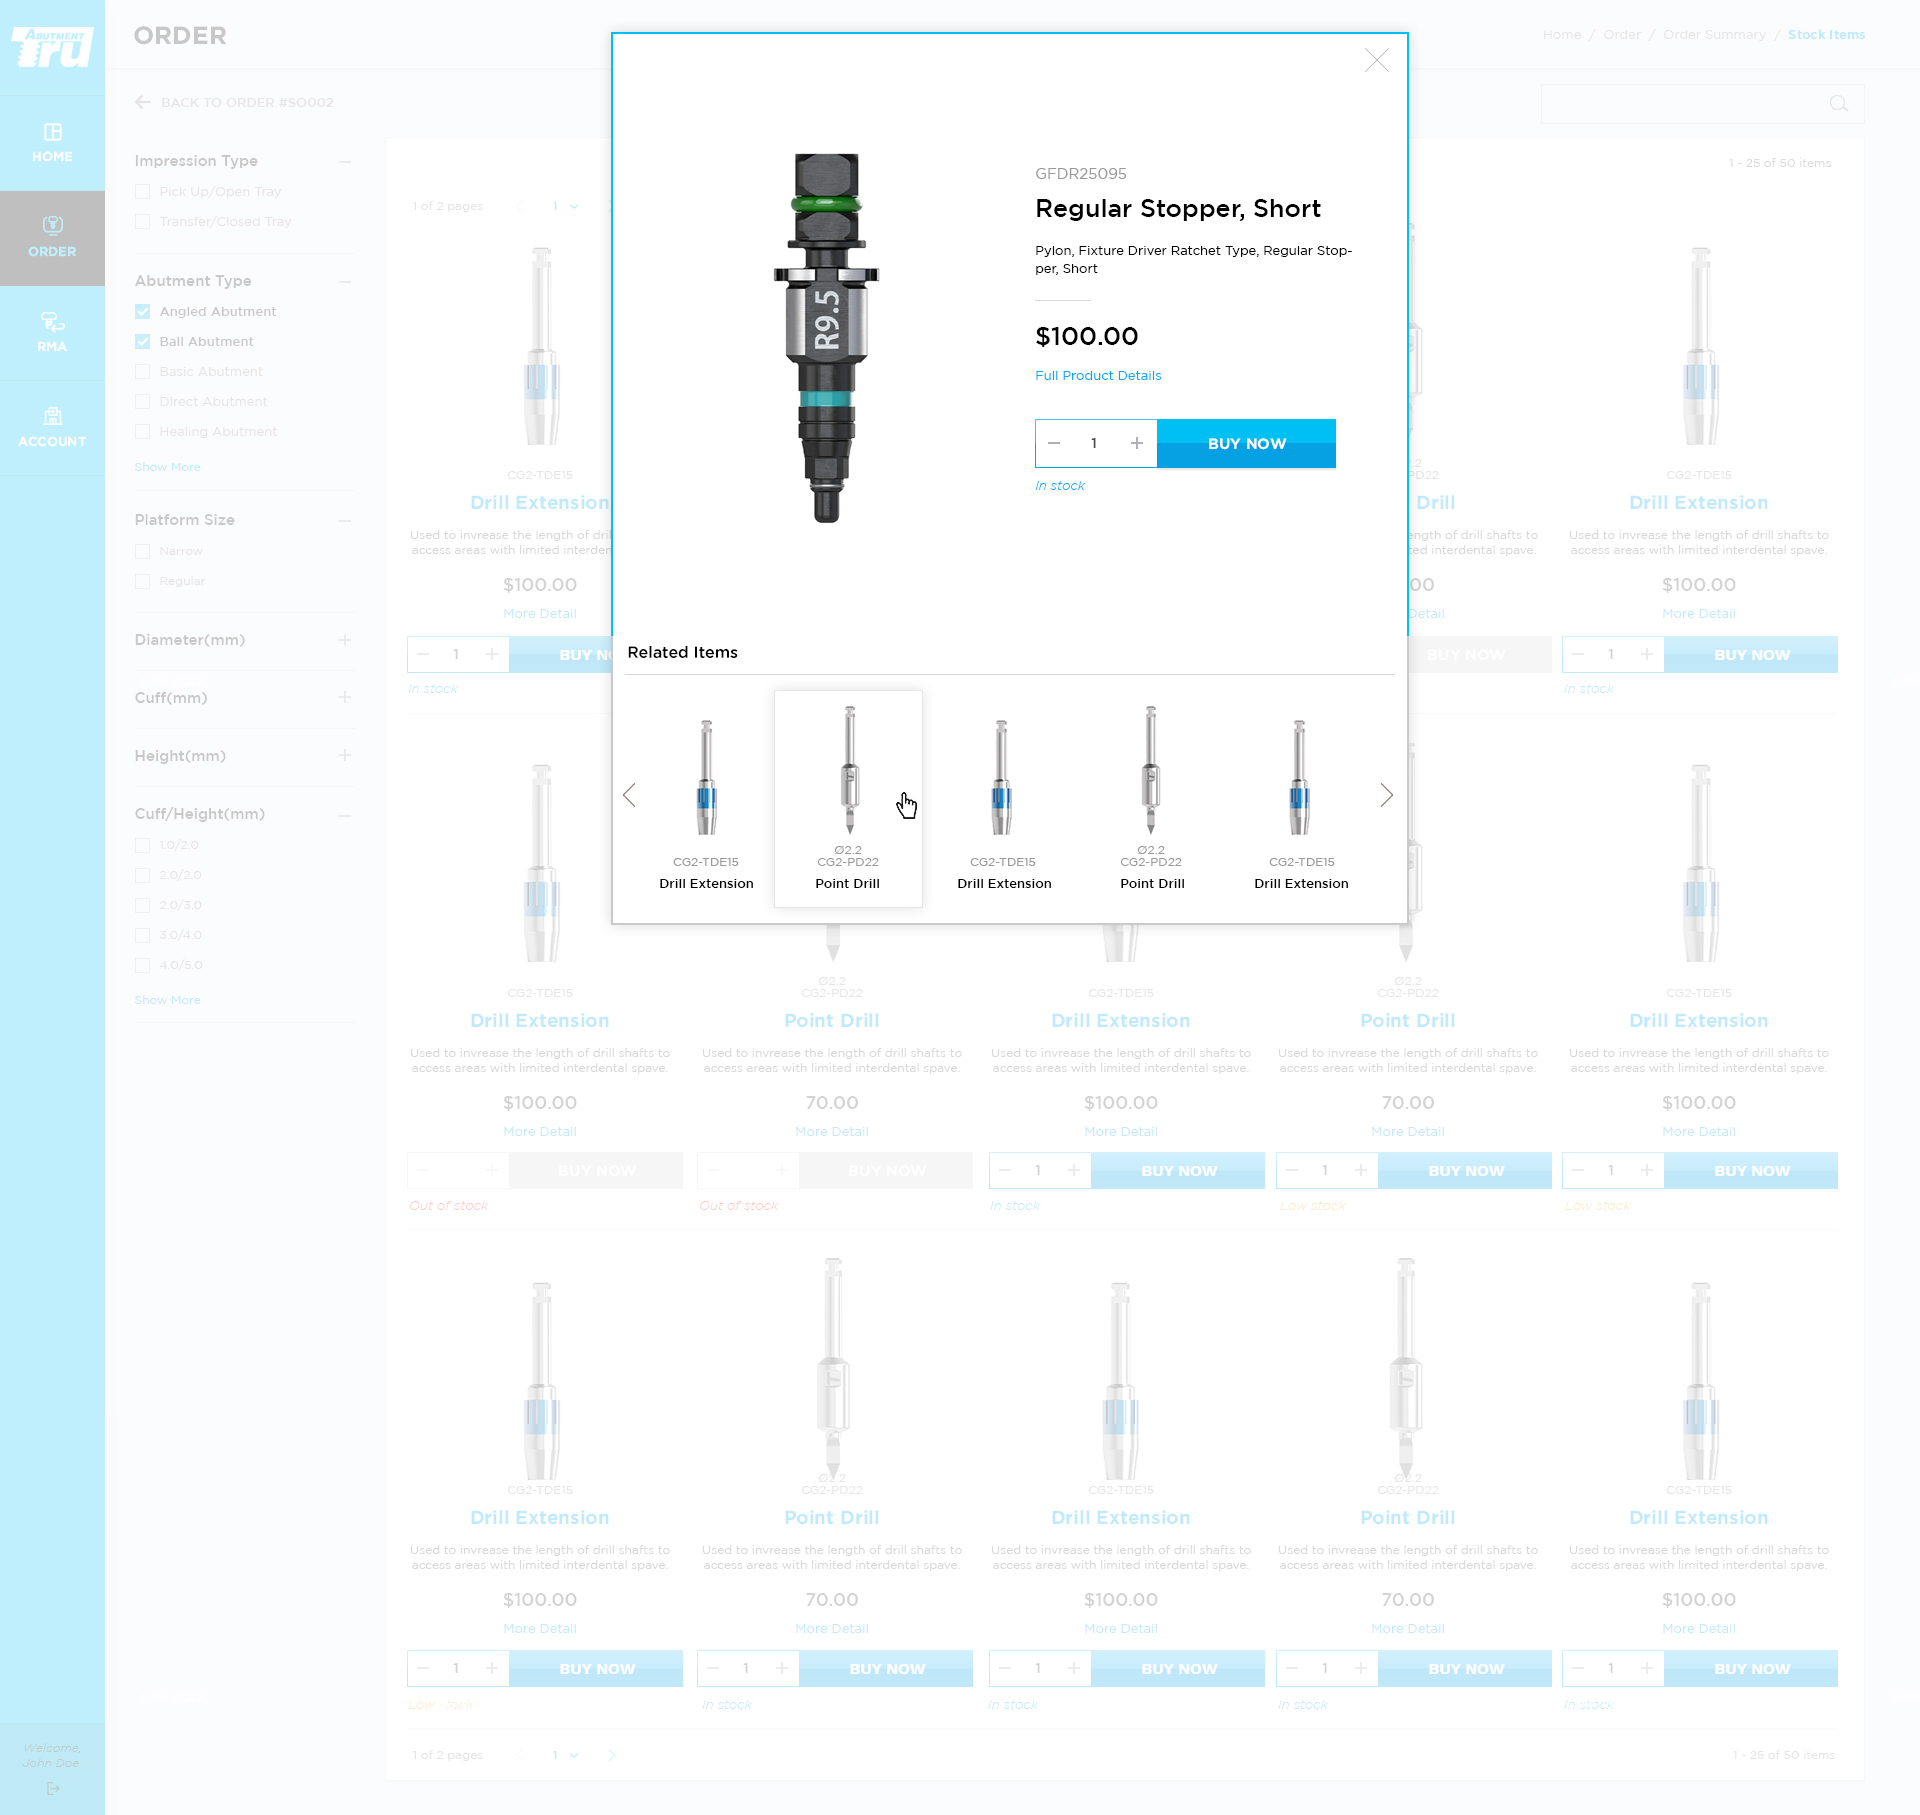 ABUTMENT
Tru
HOME
ORDER
RMA
ACCOUNT
Welcome,
John Doe
ORDER
Home / Order / Order Summary / Stock Items
BACK TO ORDER #SO002
Impression Type
Pick Up/Open Tray
Transfer/Closed Tray
Abutment Type
Angled Abutment
Ball Abutment
Basic Abutment
Direct Abutment
Healing Abutment
Show More
Platform Size
Narrow
Regular
Diameter(mm)
Cuff(mm)
Height(mm)
Cuff/Height(mm)
1.0/2.0
2.0/2.0
2.0/3.0
3.0/4.0
4.0/5.0
Show More
1 of 2 pages 1
1 - 25 of 50 items
R9.5
GFDR25095
Regular Stopper, Short
Pylon, Fixture Driver Ratchet Type, Regular Stop-
per, Short
$100.00
Full Product Details
1 BUY NOW
In stock
Related Items
CG2-TDE15
Drill Extension
Ø2.2
CG2-PD22
Point Drill
CG2-TDE15
Drill Extension
Ø2.2
CG2-PD22
Point Drill
CG2-TDE15
Drill Extension
CG2-TDE15
Drill Extension
Used to invrease the length of dril
access areas with limited interden
$100.00
More Detail
1 BUY N
In stock
2.2
PD22
Drill
ength of drill shafts to
ted interdental spave.
00
Detail
BUY NOW
CG2-TDE15
Drill Extension
Used to invrease the length of drill shafts to
access areas with limited interdental spave.
$100.00
More Detail
1 BUY NOW
In stock
CG2-TDE15
Drill Extension
Used to invrease the length of drill shafts to
access areas with limited interdental spave.
$100.00
More Detail
BUY NOW
Out of stock
Ø2.2
CG2-PD22
Point Drill
Used to invrease the length of drill shafts to
access areas with limited interdental spave.
70.00
More Detail
BUY NOW
Out of stock
CG2-TDE15
Drill Extension
Used to invrease the length of drill shafts to
access areas with limited interdental spave.
$100.00
More Detail
1 BUY NOW
In stock
Ø2.2
CG2-PD22
Point Drill
Used to invrease the length of drill shafts to
access areas with limited interdental spave.
70.00
More Detail
1 BUY NOW
Low stock
CG2-TDE15
Drill Extension
Used to invrease the length of drill shafts to
access areas with limited interdental spave.
$100.00
More Detail
1 BUY NOW
Low stock
CG2-TDE15
Drill Extension
Used to invrease the length of drill shafts to
access areas with limited interdental spave.
$100.00
More Detail
1 BUY NOW
Low stock
Ø2.2
CG2-PD22
Point Drill
Used to invrease the length of drill shafts to
access areas with limited interdental spave.
70.00
More Detail
1 BUY NOW
In stock
CG2-TDE15
Drill Extension
Used to invrease the length of drill shafts to
access areas with limited interdental spave.
$100.00
More Detail
1 BUY NOW
In stock
Ø2.2
CG2-PD22
Point Drill
Used to invrease the length of drill shafts to
access areas with limited interdental spave.
70.00
More Detail
1 BUY NOW
In stock
CG2-TDE15
Drill Extension
Used to invrease the length of drill shafts to
access areas with limited interdental spave.
$100.00
More Detail
1 BUY NOW
In stock
1 of 2 pages 1
1 - 25 of 50 items